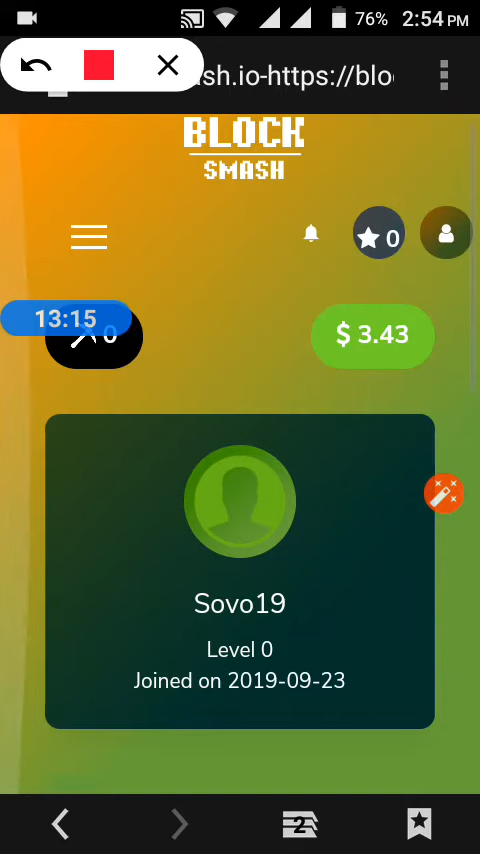 76% 2:54 PM
sh.io-https://blo
BLOCK
SMASH
0
13:15
0
$ 3.43
Sovo19
Level 0
Joined on 2019-09-23
2